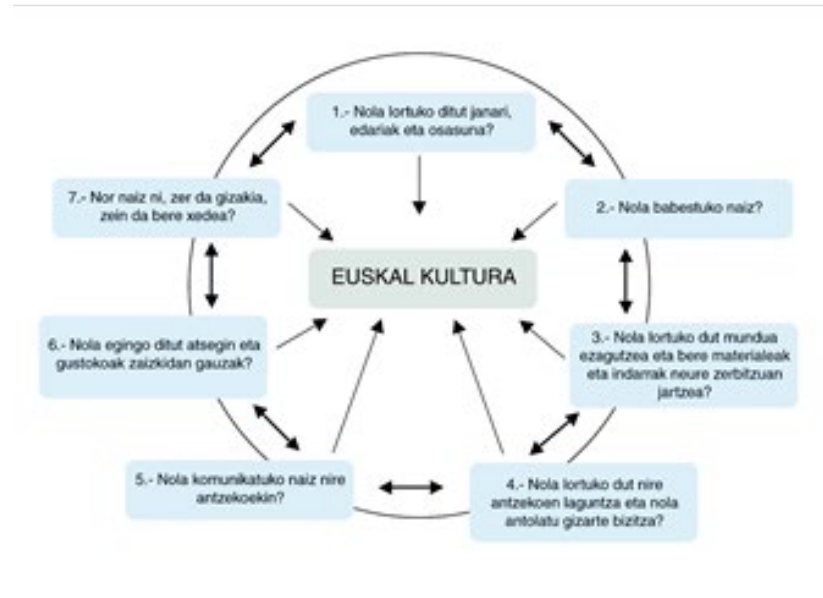 1.- Nola lortuko ditut janari,
edariak eta osasuna?
7.- Nor naiz ni, zer da gizakia,
zein da bere xedea?
2.- Nola babestuko naiz?
EUSKAL KULTURA
6.- Nola egingo ditut atsegin eta
gustokoak zaizkidan gauzak?
3.- Nola lortuko dut mundua
ezagutzea eta bere materialeak
eta indarrak neure zerbitzuan
jartzea?
5.- Nola komunikatuko naiz nire
antzekoekin?
4.- Nola lortuko dut nire
antzekoen laguntza eta nola
antolatu gizarte bizitza?